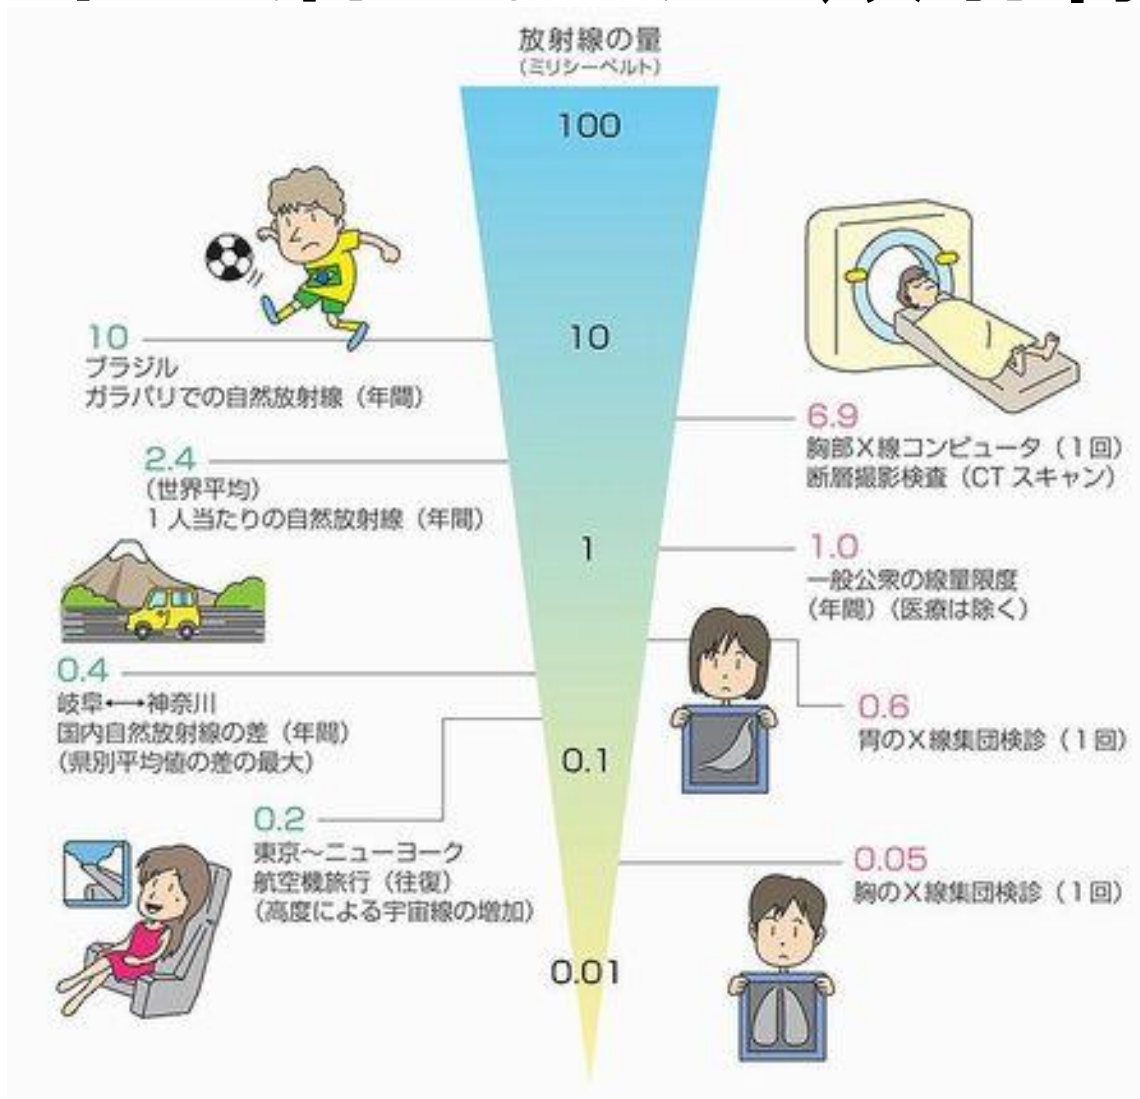 放射線の量
(ミリシーベルト)
100
10
1
0.1
0.01
10
ブラジル
ガラパリでの自然放射線（年間）
2.4
(世界平均)
1人当たりの自然放射線（年間）
0.4
岐阜⟷神奈川
国内自然放射線の差（年間）
(県別平均値の差の最大)
0.2
東京～ニューヨーク
航空機旅行（往復）
(高度による宇宙線の増加)
6.9
胸部X線コンピュータ（1回）
断層撮影検査（CTスキャン）
1.0
一般公衆の線量限度
(年間)（医療は除く）
0.6
胃のX線集団検診（1回）
0.05
胸のX線集団検診（1回）